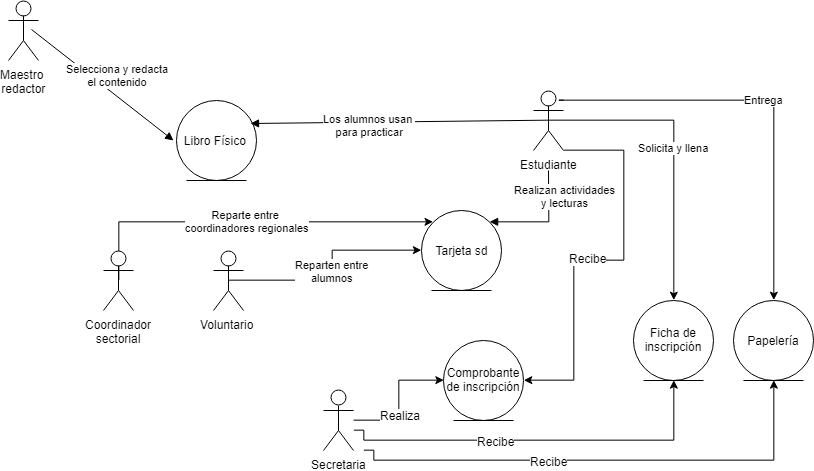 Maestro
redactor
Selecciona y redacta
el contenido
Libro Físico
Los alumnos usan
para practicar
Entrega
Estudiante
Solicita y llena
Realizan actividades
y lecturas
Reparte entre
coordinadores regionales
Tarjeta sd
Reparten entre
alumnos
Recibe
Coordinador
sectorial
Voluntario
Ficha de
inscripción
Papelería
Comprobante
de inscripción
Realiza
Recibe
Secretaria
Recibe